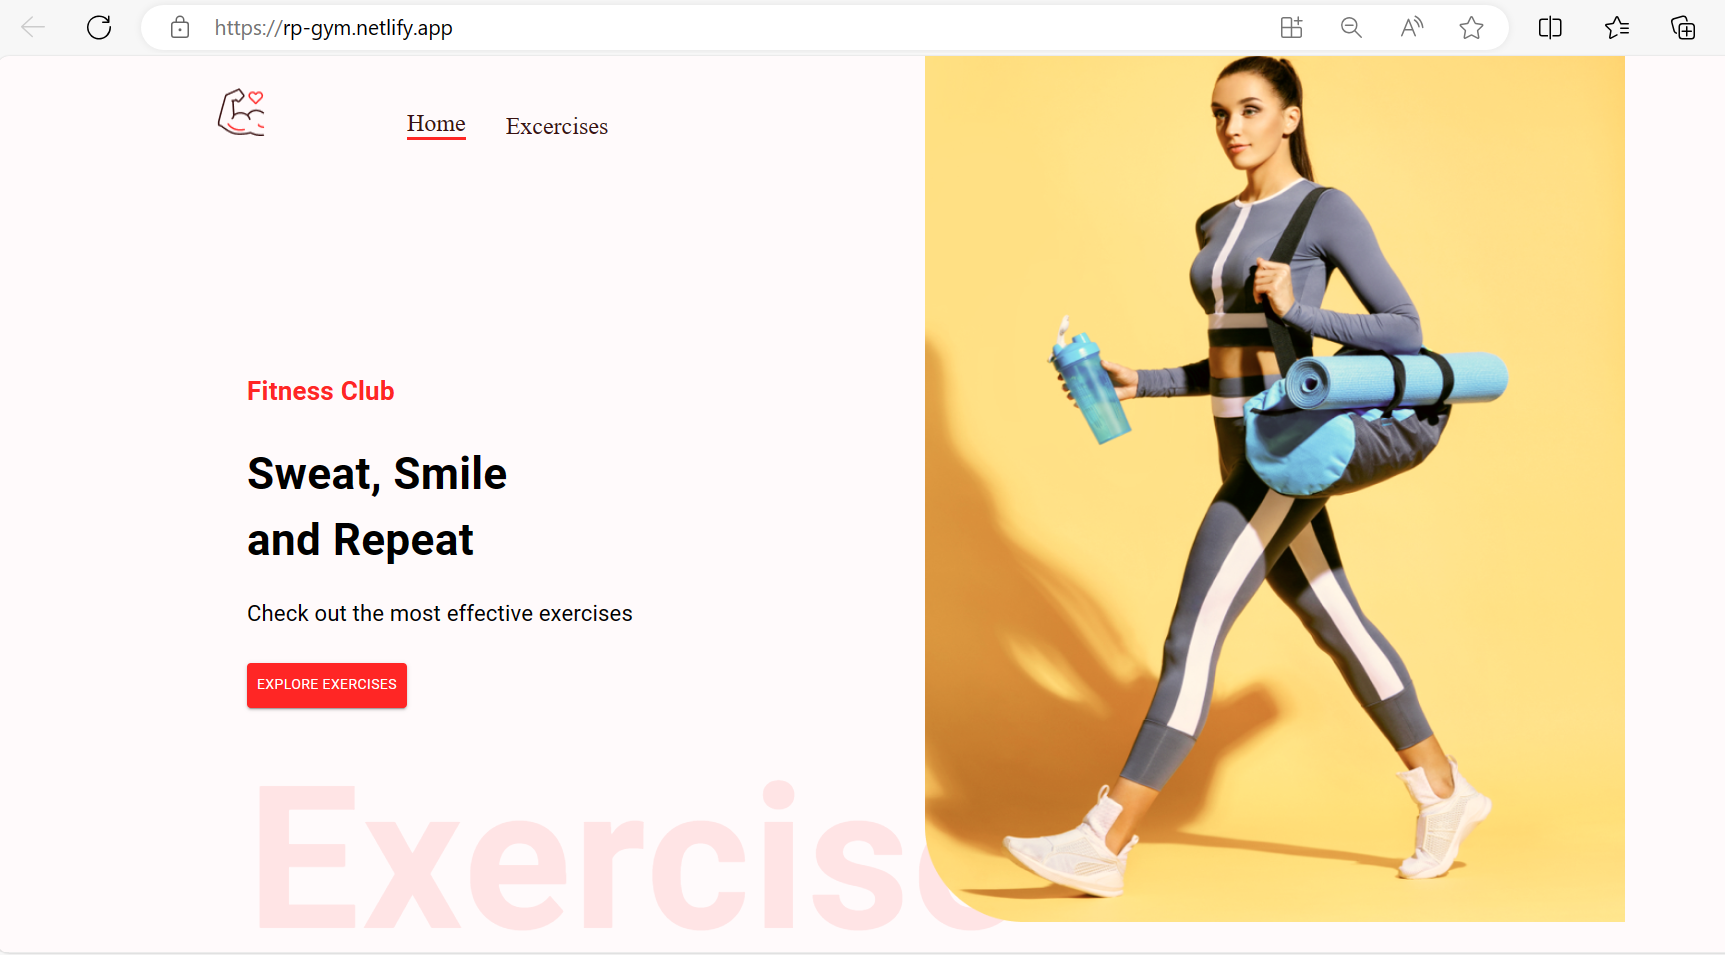 https://rp-gym.netlify.app
Home
Excercises
Fitness Club
Sweat, Smile
and Repeat
Check out the most effective exercises
EXPLORE EXERCISES
Exercise